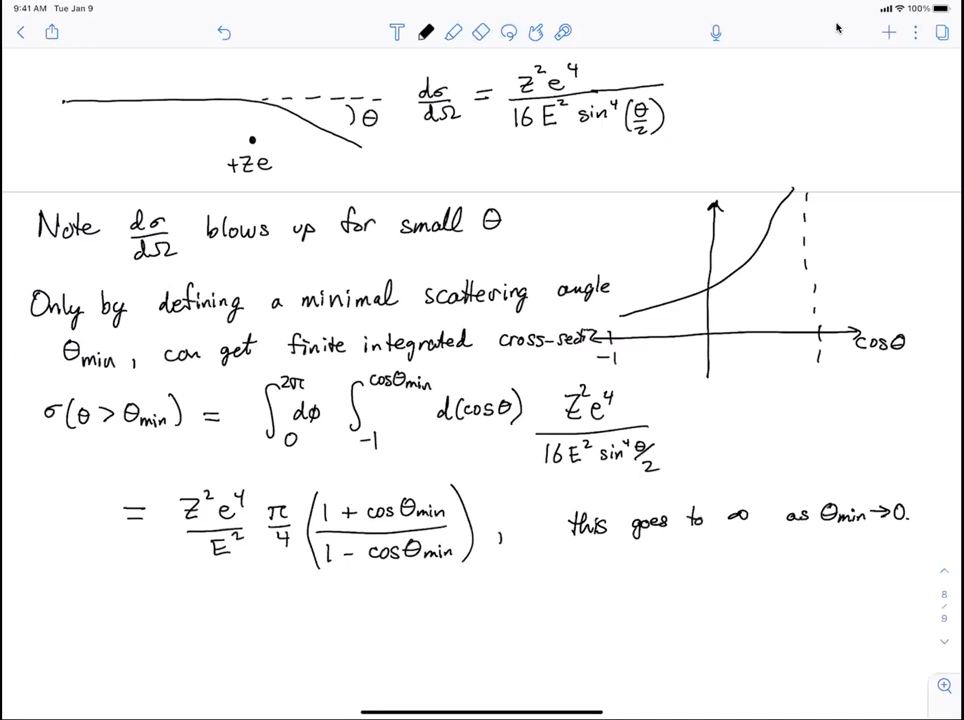 9:41 AM Tue Jan 9 100%
dσ/dΩ = Z²e⁴ / 16 E² sin⁴(θ/2)
θ
+Ze
Note dσ/dΩ blows up for small θ
Only by defining a minimal scattering angle
θmin, can get finite integrated cross-sect
-1 1 cosθ
σ(θ > θmin) = ∫₀^2π dφ ∫₋₁^cosθmin d(cosθ) Z²e⁴ / 16 E² sin⁴ θ/2
= Z²e⁴/E² π/4 (1 + cosθmin / 1 - cosθmin), this goes to ∞ as θmin → 0.
8
/
9